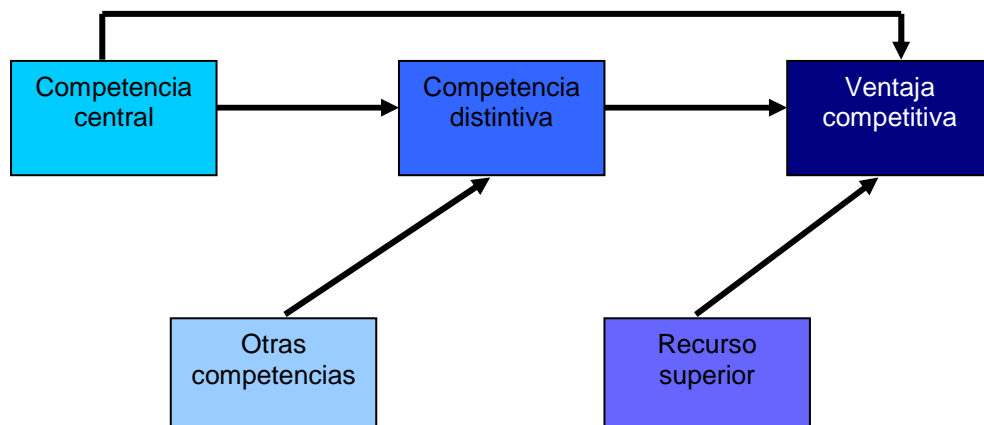 Competencia
central
Competencia
distintiva
Ventaja
competitiva
Otras
competencias
Recurso
superior